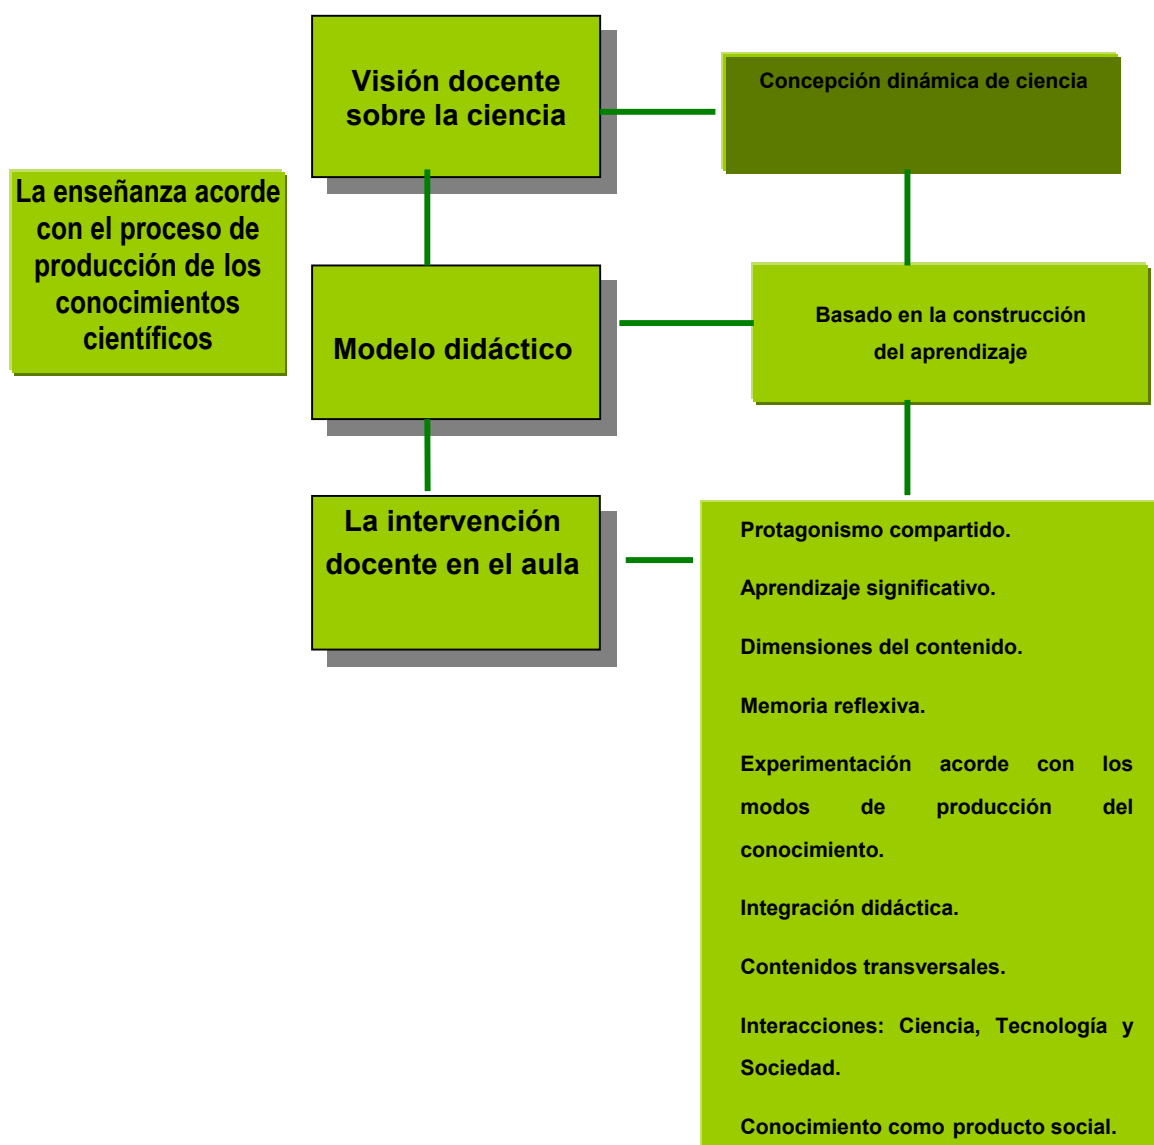 Visión docente
sobre la ciencia
Concepción dinámica de ciencia
La enseñanza acorde
con el proceso de
producción de los
conocimientos
científicos
Modelo didáctico
Basado en la construcción
del aprendizaje
La intervención
docente en el aula
Protagonismo compartido.
Aprendizaje significativo.
Dimensiones del contenido.
Memoria reflexiva.
Experimentación acorde con los
modos de producción del
conocimiento.
Integración didáctica.
Contenidos transversales.
Interacciones: Ciencia, Tecnología y
Sociedad.
Conocimiento como producto social.